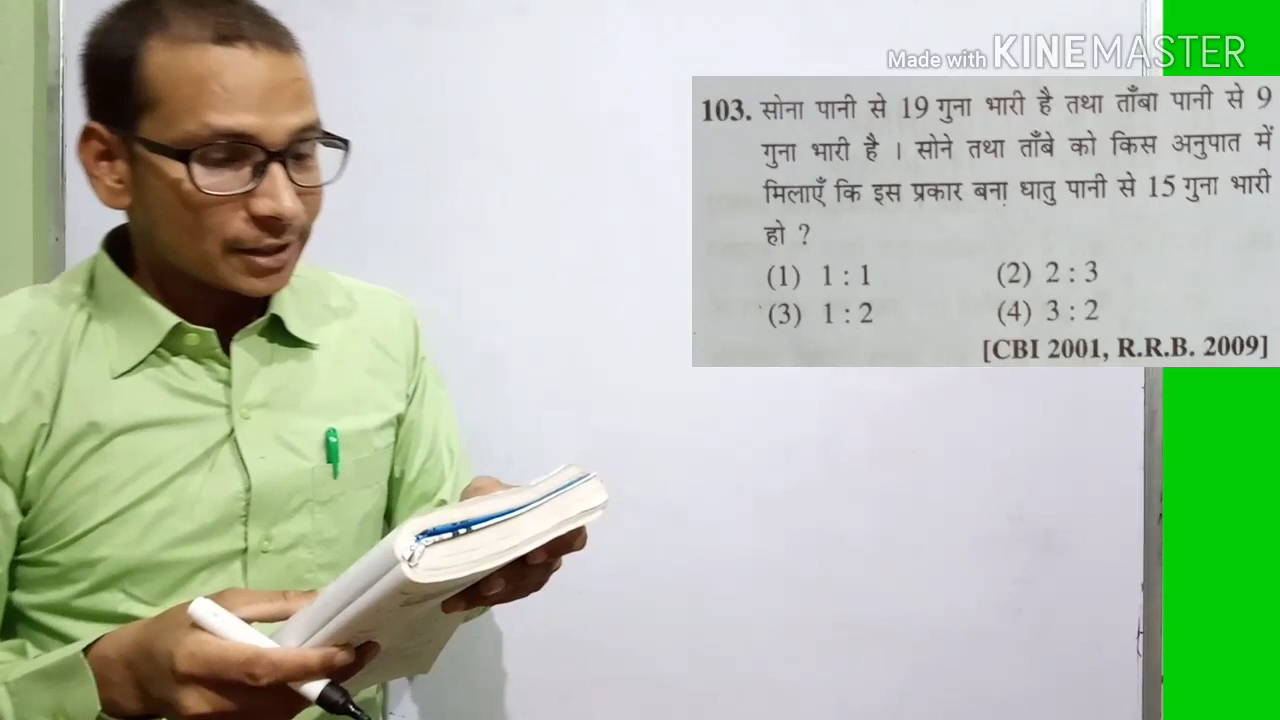 Made with KINEMASTER
103. सोना पानी से 19 गुना भारी है तथा ताँबा पानी से 9
गुना भारी है । सोने तथा ताँबे को किस अनुपात में
मिलाएँ कि इस प्रकार बना धातु पानी से 15 गुना भारी
हो ?
(1) 1 : 1 (2) 2 : 3
(3) 1 : 2 (4) 3 : 2
[CBI 2001, R.R.B. 2009]